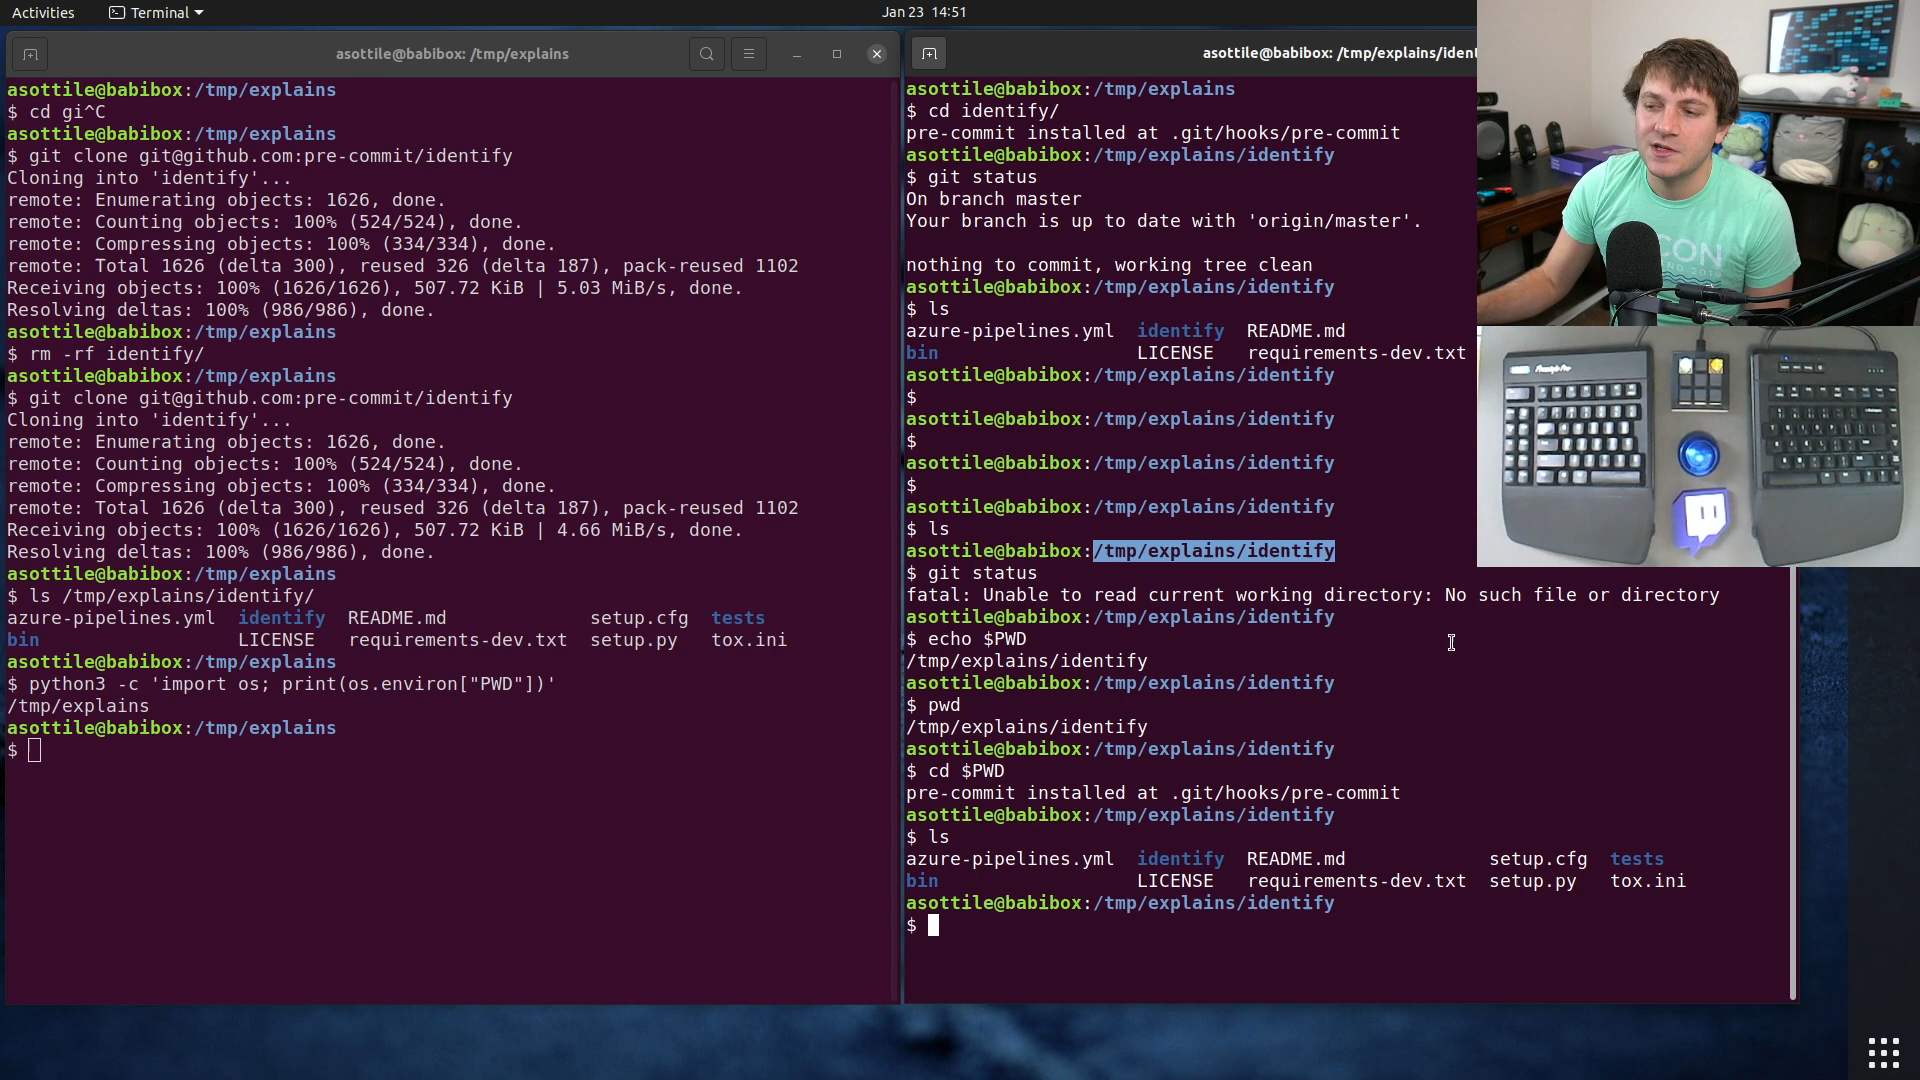 Activities
Terminal
Jan 23 14:51
asottile@babibox: /tmp/explains
asottile@babibox:/tmp/explains
$ cd gi^C
asottile@babibox:/tmp/explains
$ git clone git@github.com:pre-commit/identify
Cloning into 'identify'...
remote: Enumerating objects: 1626, done.
remote: Counting objects: 100% (524/524), done.
remote: Compressing objects: 100% (334/334), done.
remote: Total 1626 (delta 300), reused 326 (delta 187), pack-reused 1102
Receiving objects: 100% (1626/1626), 507.72 KiB | 5.03 MiB/s, done.
Resolving deltas: 100% (986/986), done.
asottile@babibox:/tmp/explains
$ rm -rf identify/
asottile@babibox:/tmp/explains
$ git clone git@github.com:pre-commit/identify
Cloning into 'identify'...
remote: Enumerating objects: 1626, done.
remote: Counting objects: 100% (524/524), done.
remote: Compressing objects: 100% (334/334), done.
remote: Total 1626 (delta 300), reused 326 (delta 187), pack-reused 1102
Receiving objects: 100% (1626/1626), 507.72 KiB | 4.66 MiB/s, done.
Resolving deltas: 100% (986/986), done.
asottile@babibox:/tmp/explains
$ ls /tmp/explains/identify/
azure-pipelines.yml identify README.md setup.cfg tests
bin LICENSE requirements-dev.txt setup.py tox.ini
asottile@babibox:/tmp/explains
$ python3 -c 'import os; print(os.environ["PWD"])'
/tmp/explains
asottile@babibox:/tmp/explains
$
asottile@babibox: /tmp/explains/ident
asottile@babibox:/tmp/explains
$ cd identify/
pre-commit installed at .git/hooks/pre-commit
asottile@babibox:/tmp/explains/identify
$ git status
On branch master
Your branch is up to date with 'origin/master'.
nothing to commit, working tree clean
asottile@babibox:/tmp/explains/identify
$ ls
azure-pipelines.yml identify README.md
bin LICENSE requirements-dev.txt
asottile@babibox:/tmp/explains/identify
$
asottile@babibox:/tmp/explains/identify
$
asottile@babibox:/tmp/explains/identify
$
asottile@babibox:/tmp/explains/identify
$ ls
asottile@babibox:/tmp/explains/identify
$ git status
fatal: Unable to read current working directory: No such file or directory
asottile@babibox:/tmp/explains/identify
$ echo $PWD
/tmp/explains/identify
asottile@babibox:/tmp/explains/identify
$ pwd
/tmp/explains/identify
asottile@babibox:/tmp/explains/identify
$ cd $PWD
pre-commit installed at .git/hooks/pre-commit
asottile@babibox:/tmp/explains/identify
$ ls
azure-pipelines.yml identify README.md setup.cfg tests
bin LICENSE requirements-dev.txt setup.py tox.ini
asottile@babibox:/tmp/explains/identify
$
CON